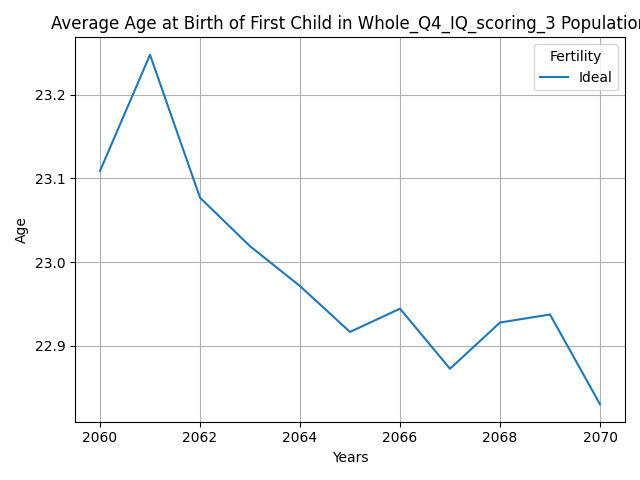 Average Age at Birth of First Child in Whole_Q4_IQ_scoring_3 Population
Fertility
Ideal
23.2
23.1
23.0
22.9
Age
2060
2062
2064
2066
2068
2070
Years